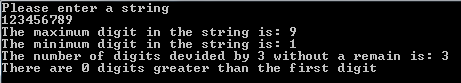 Please enter a string
123456789
The maximum digit in the string is: 9
The minimum digit in the string is: 1
The number of digits devided by 3 without a remain is: 3
There are 0 digits greater than the first digit